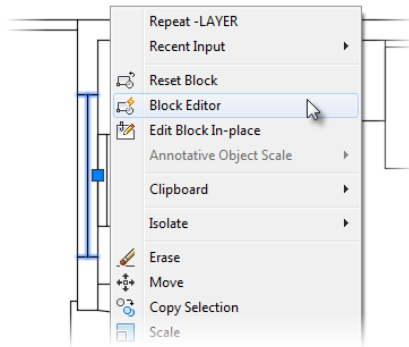 Repeat -LAYER
Recent Input
Reset Block
Block Editor
Edit Block In-place
Annotative Object Scale
Clipboard
Isolate
Erase
Move
Copy Selection
Scale